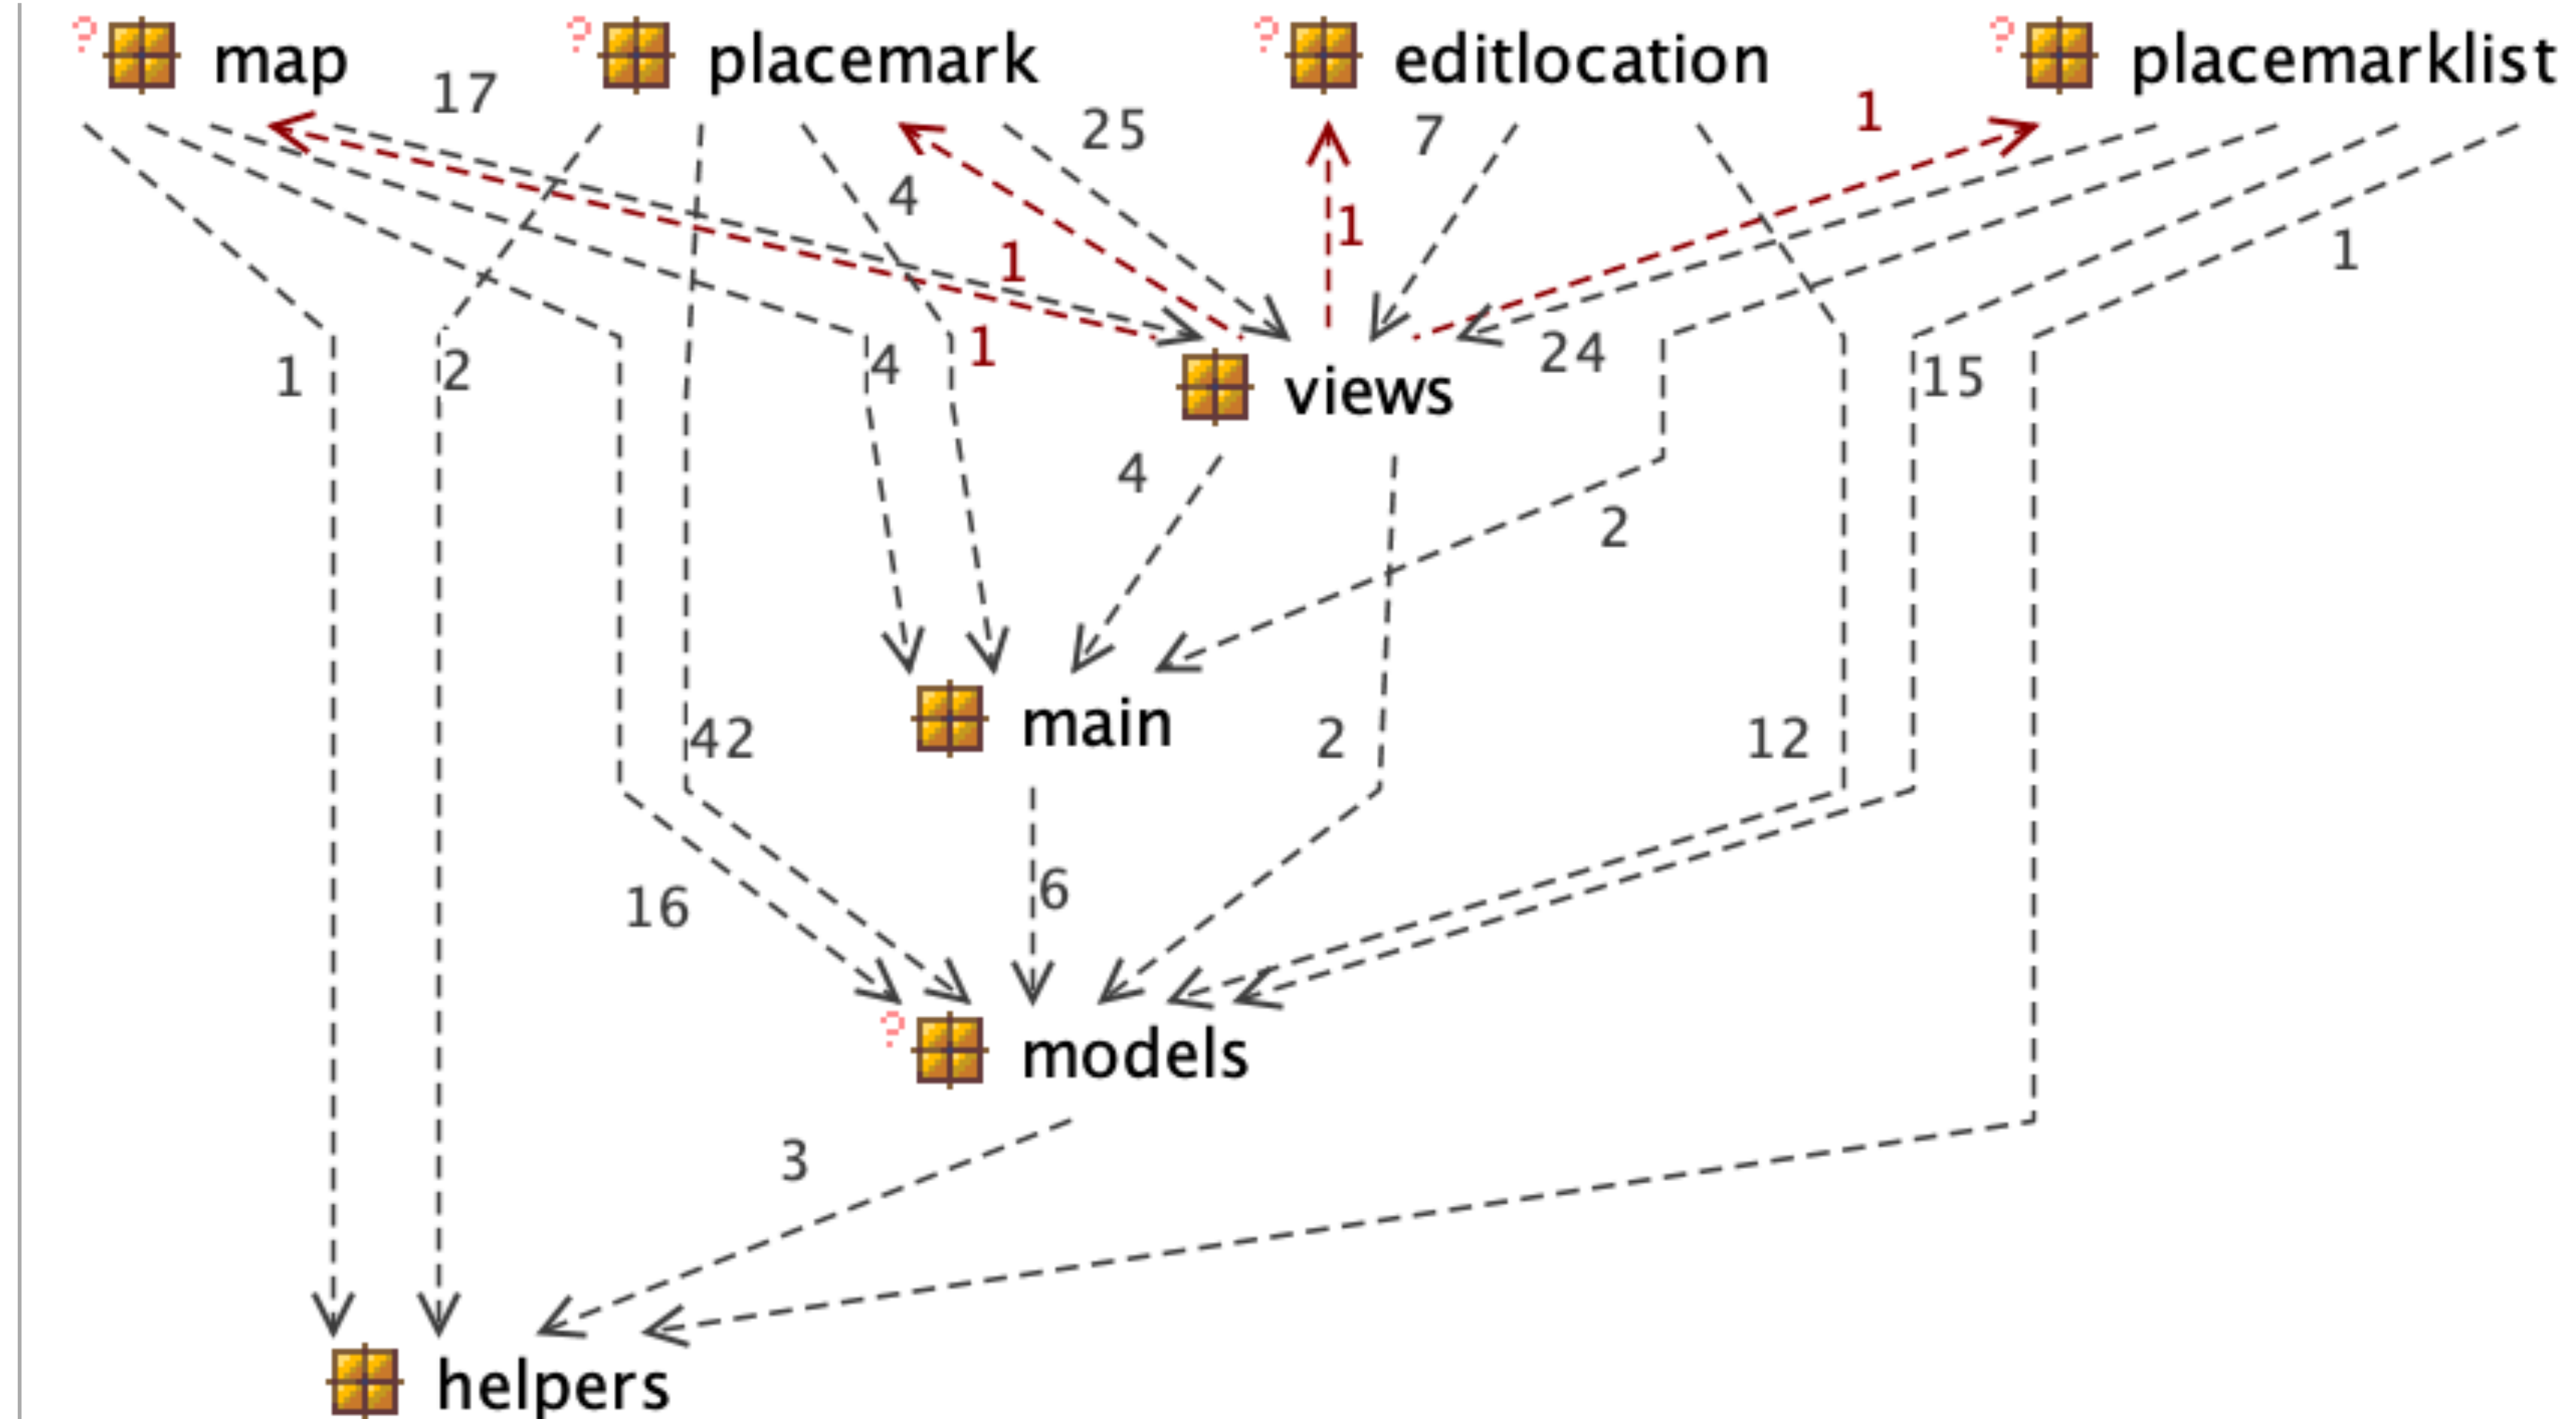 ? map ? placemark ? editlocation ? placemarklist
17 25 7 1
4 1 1 1
1 2 4 1 24 15
views
4 2
main
42 2 12
16 6
? models
3
helpers